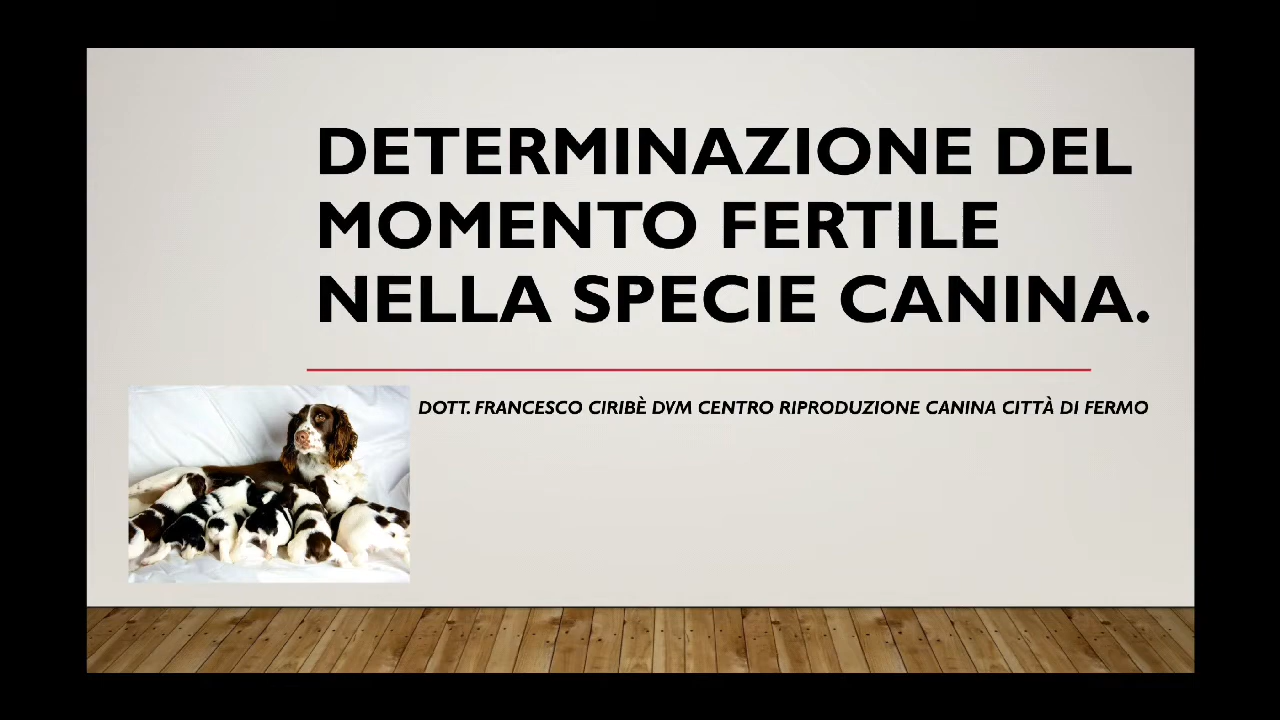 DETERMINAZIONE DEL
MOMENTO FERTILE
NELLA SPECIE CANINA.
DOTT. FRANCESCO CIRIBÈ DVM CENTRO RIPRODUZIONE CANINA CITTÀ DI FERMO